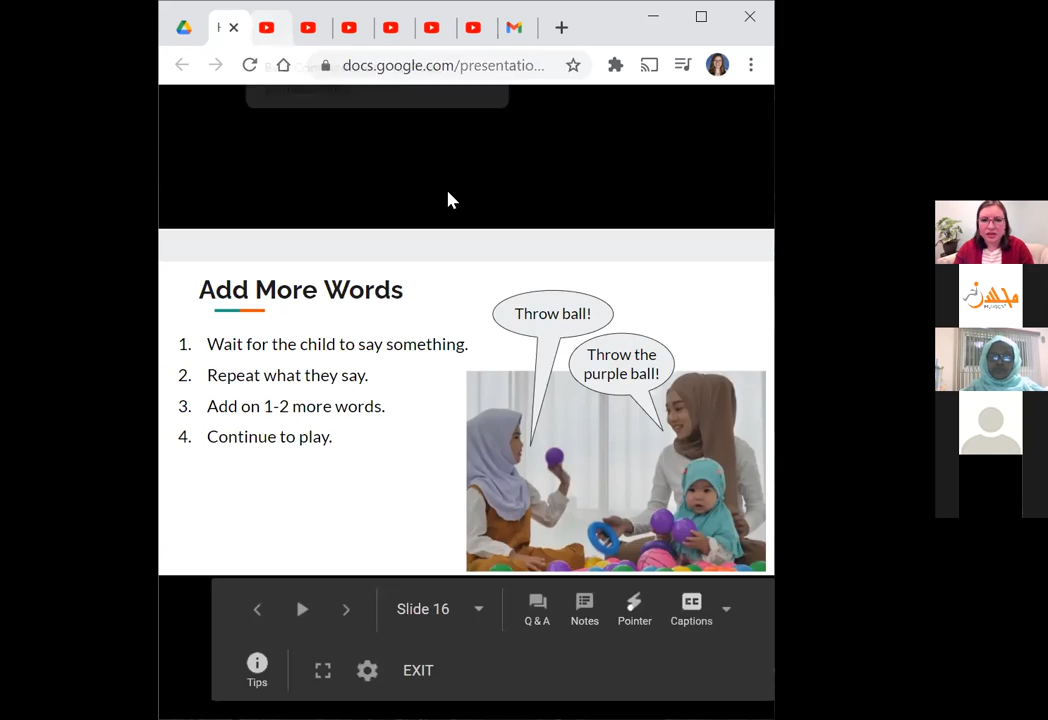 docs.google.com/presentatio...
Add More Words
1. Wait for the child to say something.
2. Repeat what they say.
3. Add on 1-2 more words.
4. Continue to play.
Throw ball!
Throw the
purple ball!
Slide 16
Q & A
Notes
Pointer
CC
Captions
Tips
EXIT